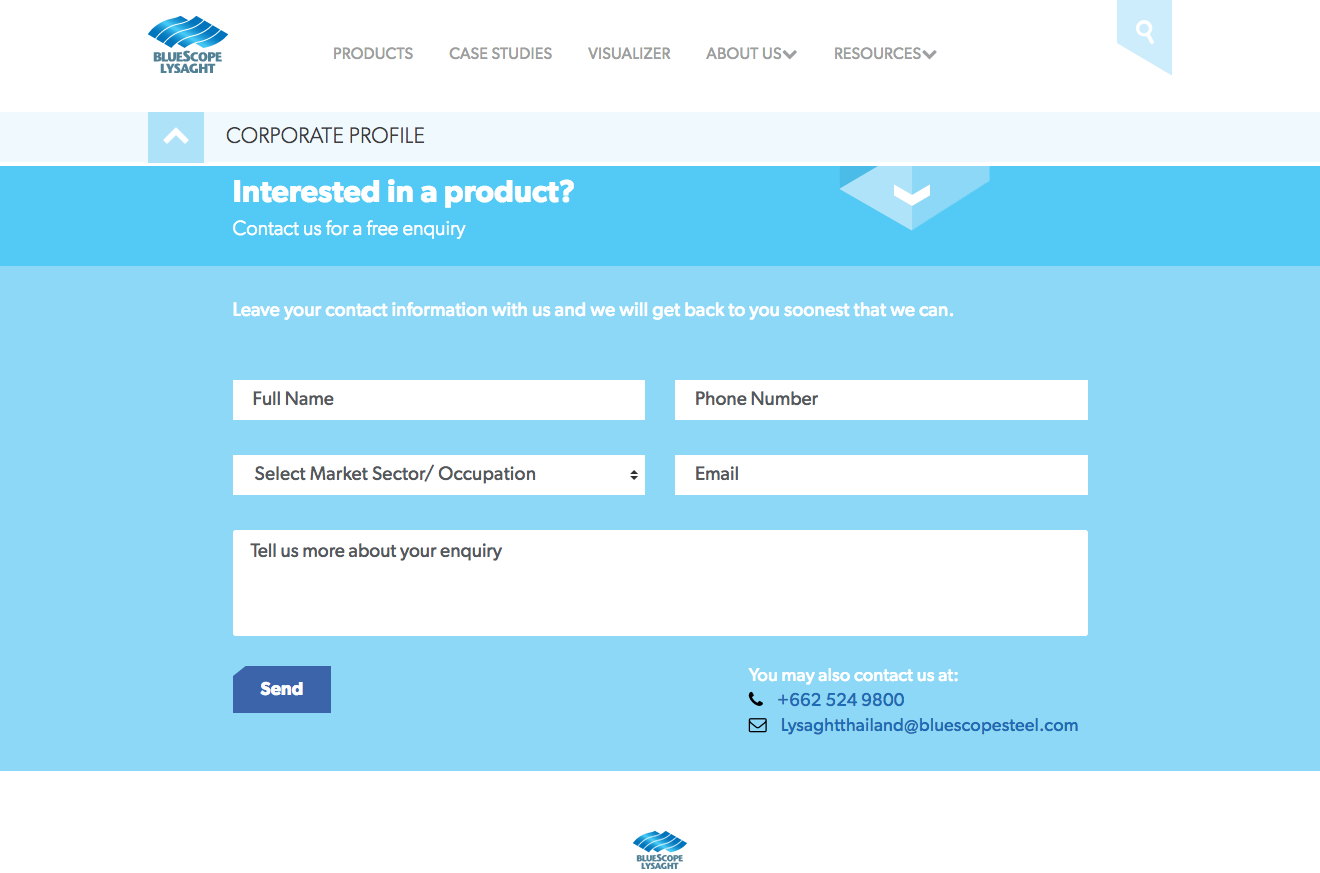 BLUESCOPE
LYSAGHT
PRODUCTS
CASE STUDIES
VISUALIZER
ABOUT US
RESOURCES
CORPORATE PROFILE
Interested in a product?
Contact us for a free enquiry
Leave your contact information with us and we will get back to you soonest that we can.
Full Name
Phone Number
Select Market Sector/ Occupation
Email
Tell us more about your enquiry
Send
You may also contact us at:
+662 524 9800
Lysaghtthailand@bluescopesteel.com
BLUESCOPE
LYSAGHT